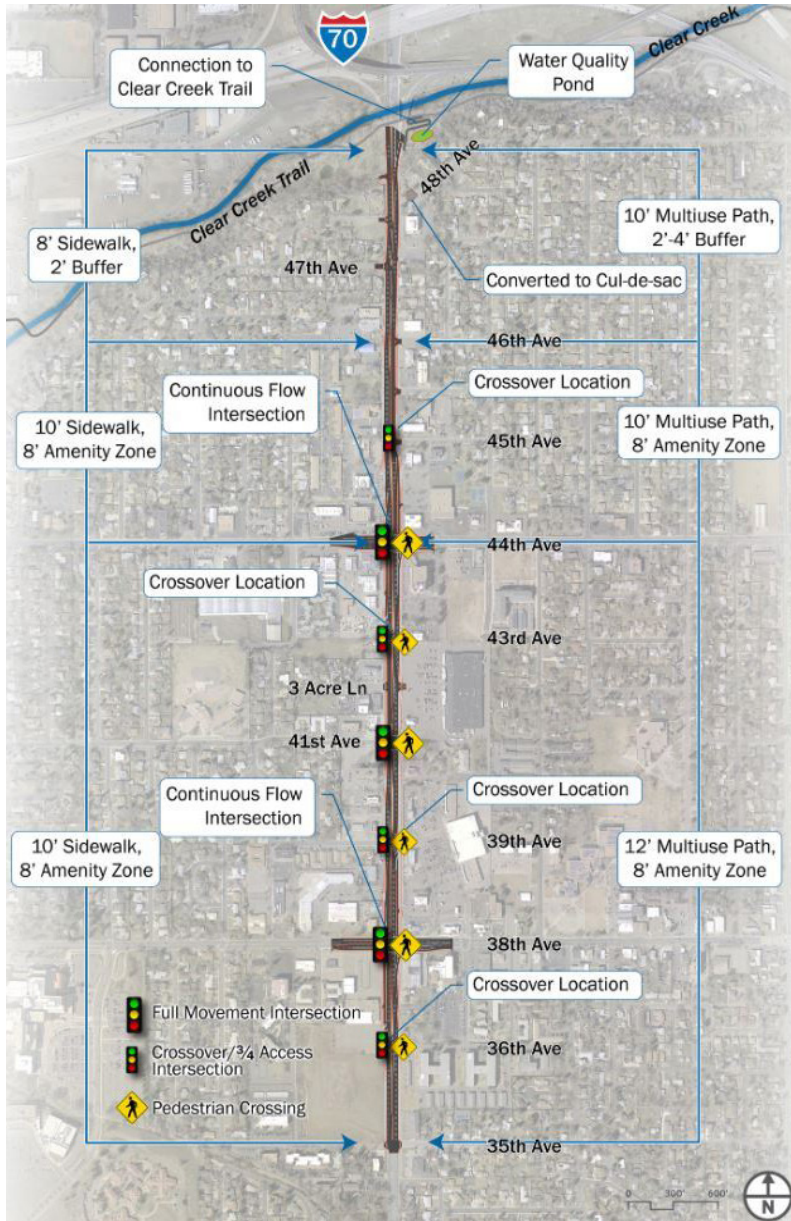 70
Connection to
Clear Creek Trail
Water Quality
Pond
Clear Creek
Clear Creek Trail
48th Ave
8' Sidewalk,
2' Buffer
10' Multiuse Path,
2'-4' Buffer
47th Ave
Converted to Cul-de-sac
46th Ave
Continuous Flow
Intersection
Crossover Location
10' Sidewalk,
8' Amenity Zone
10' Multiuse Path,
8' Amenity Zone
45th Ave
44th Ave
Crossover Location
43rd Ave
3 Acre Ln
41st Ave
Continuous Flow
Intersection
Crossover Location
10' Sidewalk,
8' Amenity Zone
39th Ave
12' Multiuse Path,
8' Amenity Zone
38th Ave
Crossover Location
Full Movement Intersection
36th Ave
Crossover/¾ Access
Intersection
Pedestrian Crossing
35th Ave
0 300' 600'
N